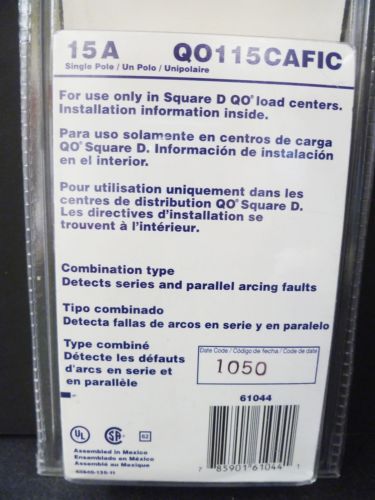 15A QO115CAFIC
Single Pole / Un Polo / Unipolaire
For use only in Square D QO® load centers.
Installation information inside.
Para uso solamente en centros de carga
QO® Square D. Información de instalación
en el interior.
Pour utilisation uniquement dans les
centres de distribution QO® Square D.
Les directives d'installation se
trouvent à l'intérieur.
Combination type
Detects series and parallel arcing faults
Tipo combinado
Detecta fallas de arcos en serie y en paralelo
Type combiné
Détecte les défauts
d'arcs en série et
en parallèle
Date Code / Código de fecha / Code de date
1050
61044
UL
SA
Assembled in Mexico
Ensamblado en México
Assemblé au Mexique
7 85901 61044 1